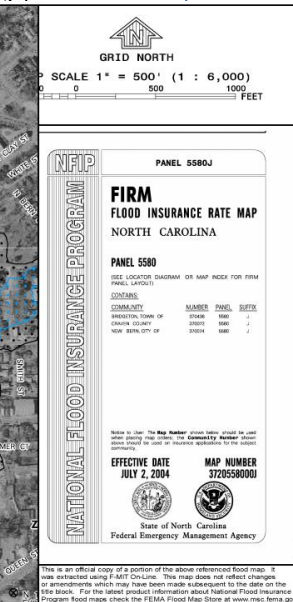 N
GRID NORTH
SCALE 1" = 500' (1 : 6,000)
0 500 1000
FEET
CLAY ST
WHITE S
NFIP
PANEL 5580J
NATIONAL FLOOD INSURANCE PROGRAM
FIRM
FLOOD INSURANCE RATE MAP
NORTH CAROLINA
PANEL 5580
(SEE LOCATOR DIAGRAM OR MAP INDEX FOR FIRM
PANEL LAYOUT)
CONTAINS:
COMMUNITY NUMBER PANEL SUFFIX
BRIDGETON, TOWN OF 5580 J
CRAVEN COUNTY 5580 J
NEW BERN, CITY OF 5580 J
Notice to User: The Map Number shown below should be used
when placing map orders; the Community Number shown
above should be used on insurance applications for the subject
community.
EFFECTIVE DATE
JULY 2, 2004
MAP NUMBER
3720558000J
State of North Carolina
Federal Emergency Management Agency
MER CT
QUEEN ST
This is an official copy of a portion of the above referenced flood map. It
was extracted using F-MIT On-Line. This map does not reflect changes
or amendments which may have been made subsequent to the date on the
title block. For the latest product information about National Flood Insurance
Program flood maps check the FEMA Flood Map Store at www.msc.fema.go